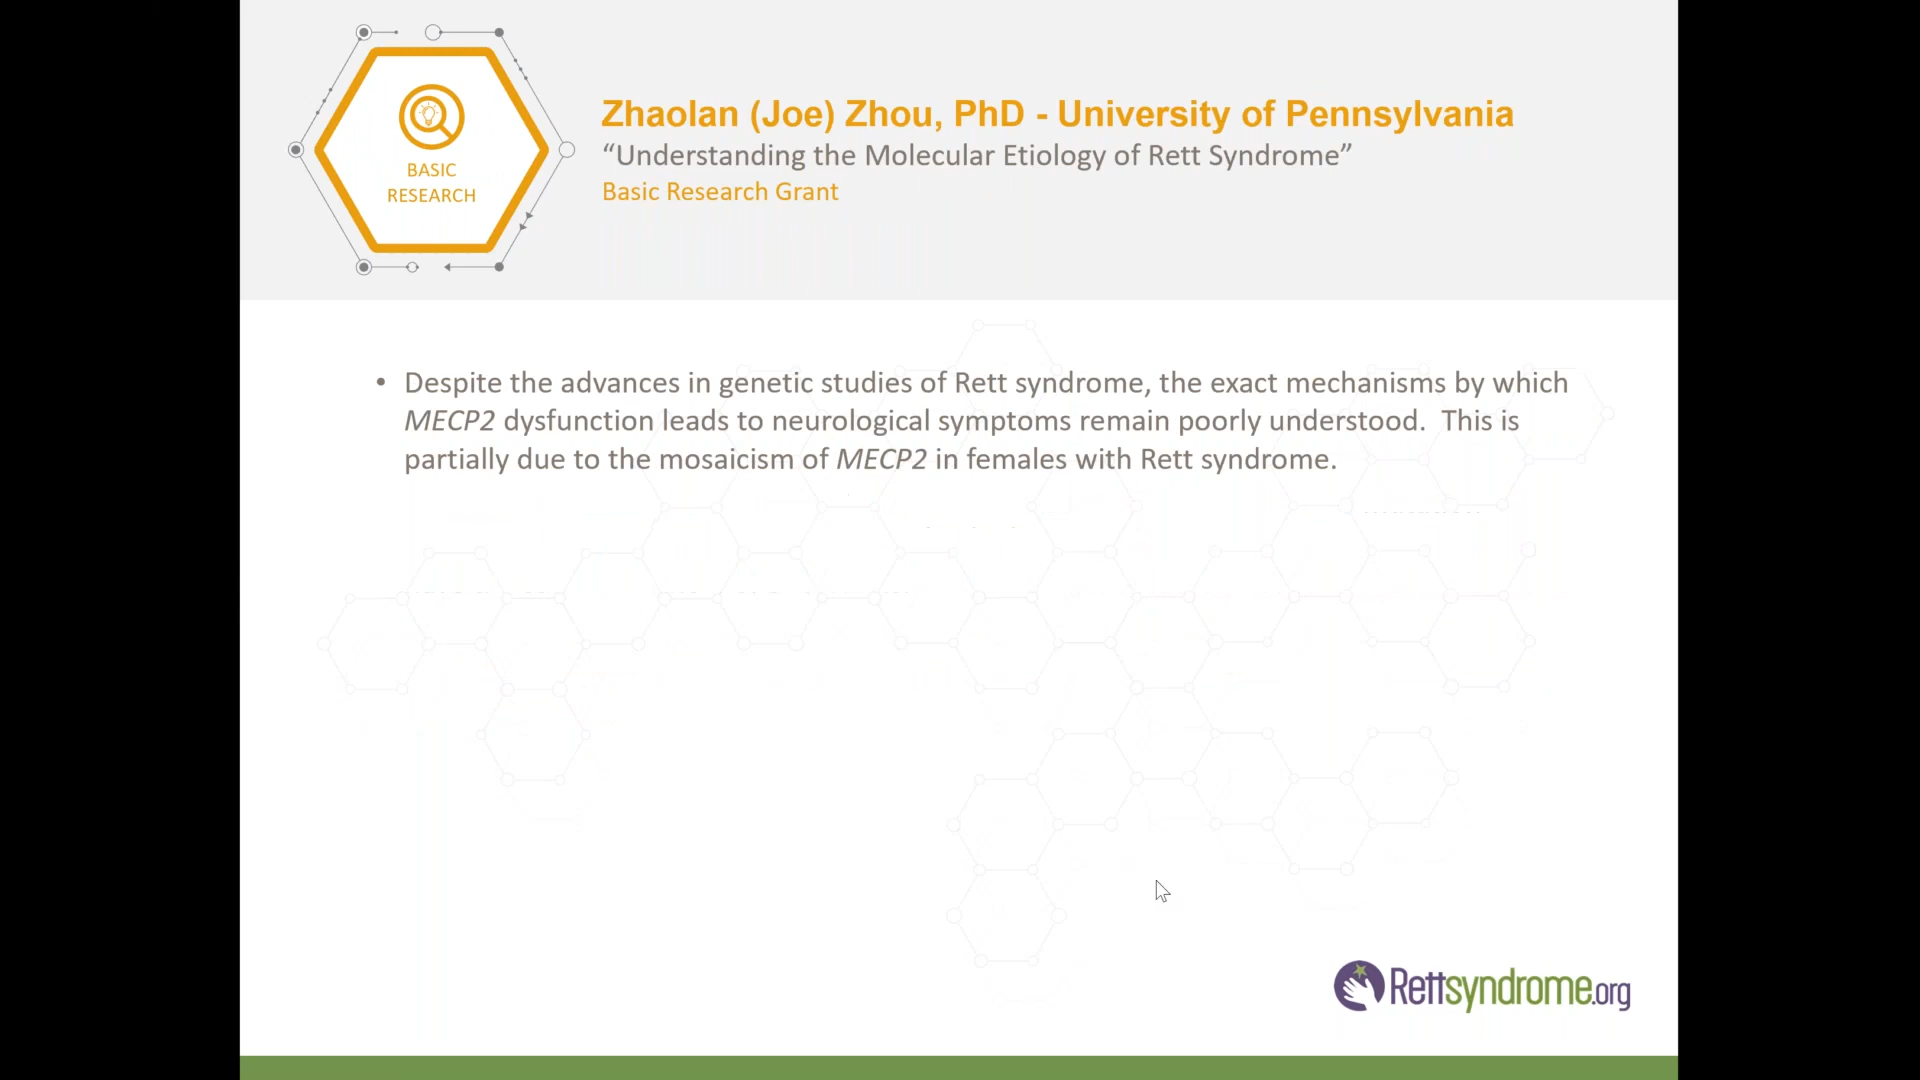 BASIC
RESEARCH
Zhaolan (Joe) Zhou, PhD - University of Pennsylvania
“Understanding the Molecular Etiology of Rett Syndrome”
Basic Research Grant
• Despite the advances in genetic studies of Rett syndrome, the exact mechanisms by which
MECP2 dysfunction leads to neurological symptoms remain poorly understood.  This is
partially due to the mosaicism of MECP2 in females with Rett syndrome.
Rettsyndrome.org